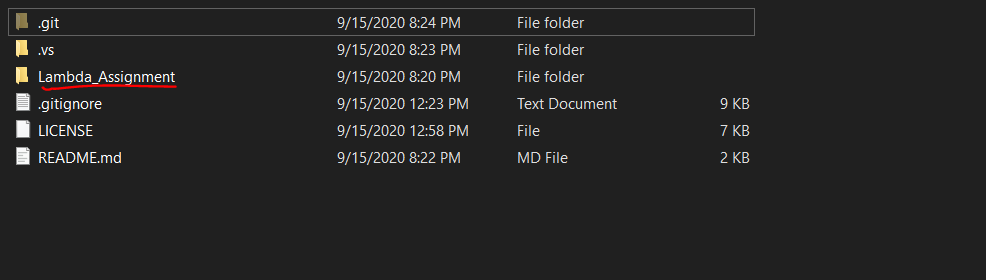 .git 9/15/2020 8:24 PM File folder
.vs 9/15/2020 8:23 PM File folder
Lambda_Assignment 9/15/2020 8:20 PM File folder
.gitignore 9/15/2020 12:23 PM Text Document 9 KB
LICENSE 9/15/2020 12:58 PM File 7 KB
README.md 9/15/2020 8:22 PM MD File 2 KB